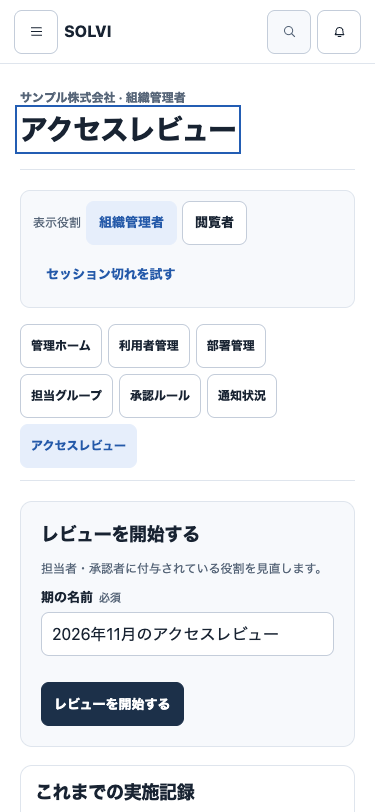 SOLVI
サンプル株式会社 · 組織管理者
アクセスレビュー
表示役割 組織管理者 閲覧者
セッション切れを試す
管理ホーム 利用者管理 部署管理
担当グループ 承認ルール 通知状況
アクセスレビュー
レビューを開始する
担当者・承認者に付与されている役割を見直します。
期の名前 必須
2026年11月のアクセスレビュー
レビューを開始する
これまでの実施記録